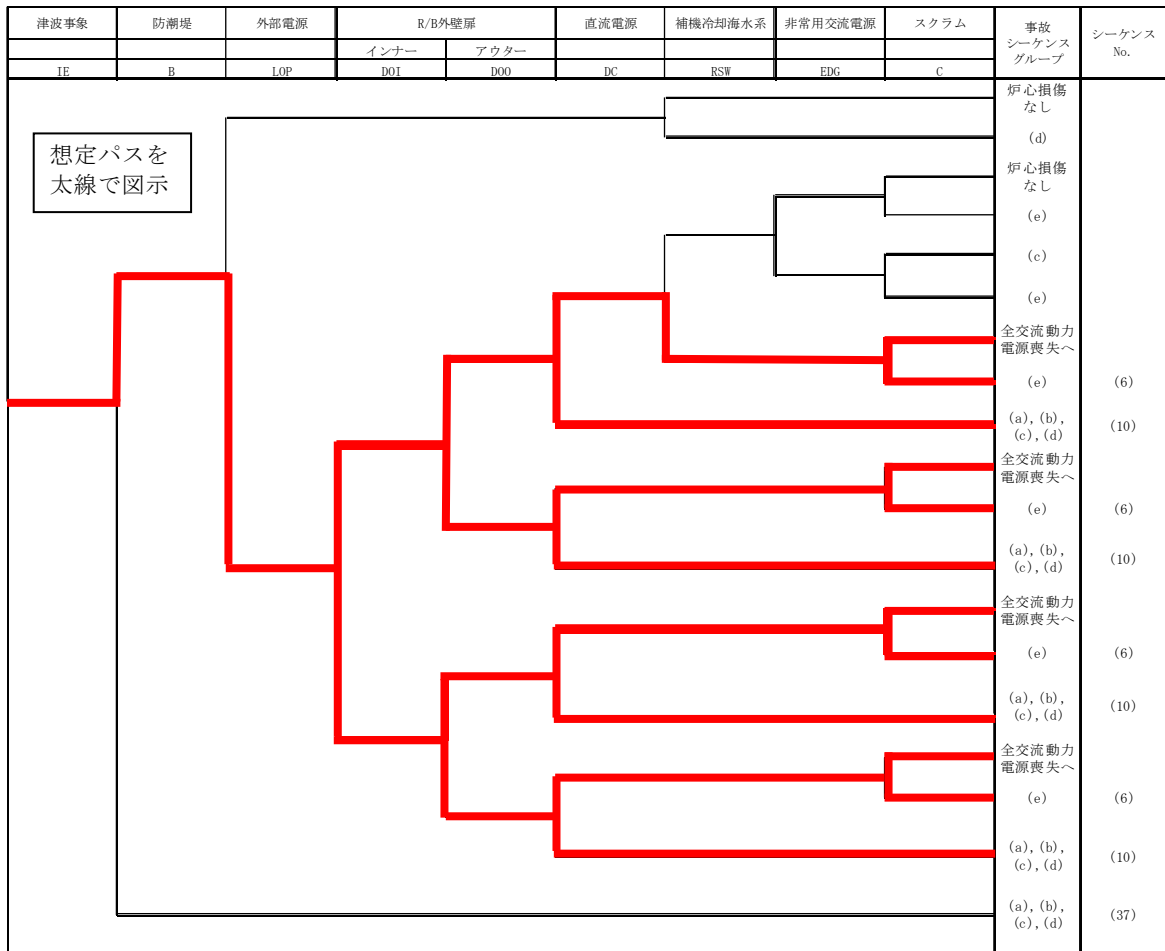 津波事象 防潮堤 外部電源 R/B外壁扉 直流電源 補機冷却海水系 非常用交流電源 スクラム
インナー アウター
IE B LOP DOI DOO DC RSW EDG C
事故
シーケンス
グループ
シーケンス
No.
想定パスを
太線で図示
炉心損傷
なし
(d)
炉心損傷
なし
(e)
(c)
(e)
全交流動力
電源喪失へ
(e) (6)
(a),(b),
(c),(d)
(10)
全交流動力
電源喪失へ
(e) (6)
(a),(b),
(c),(d)
(10)
全交流動力
電源喪失へ
(e) (6)
(a),(b),
(c),(d)
(10)
全交流動力
電源喪失へ
(e) (6)
(a),(b),
(c),(d)
(10)
(a),(b),
(c),(d)
(37)